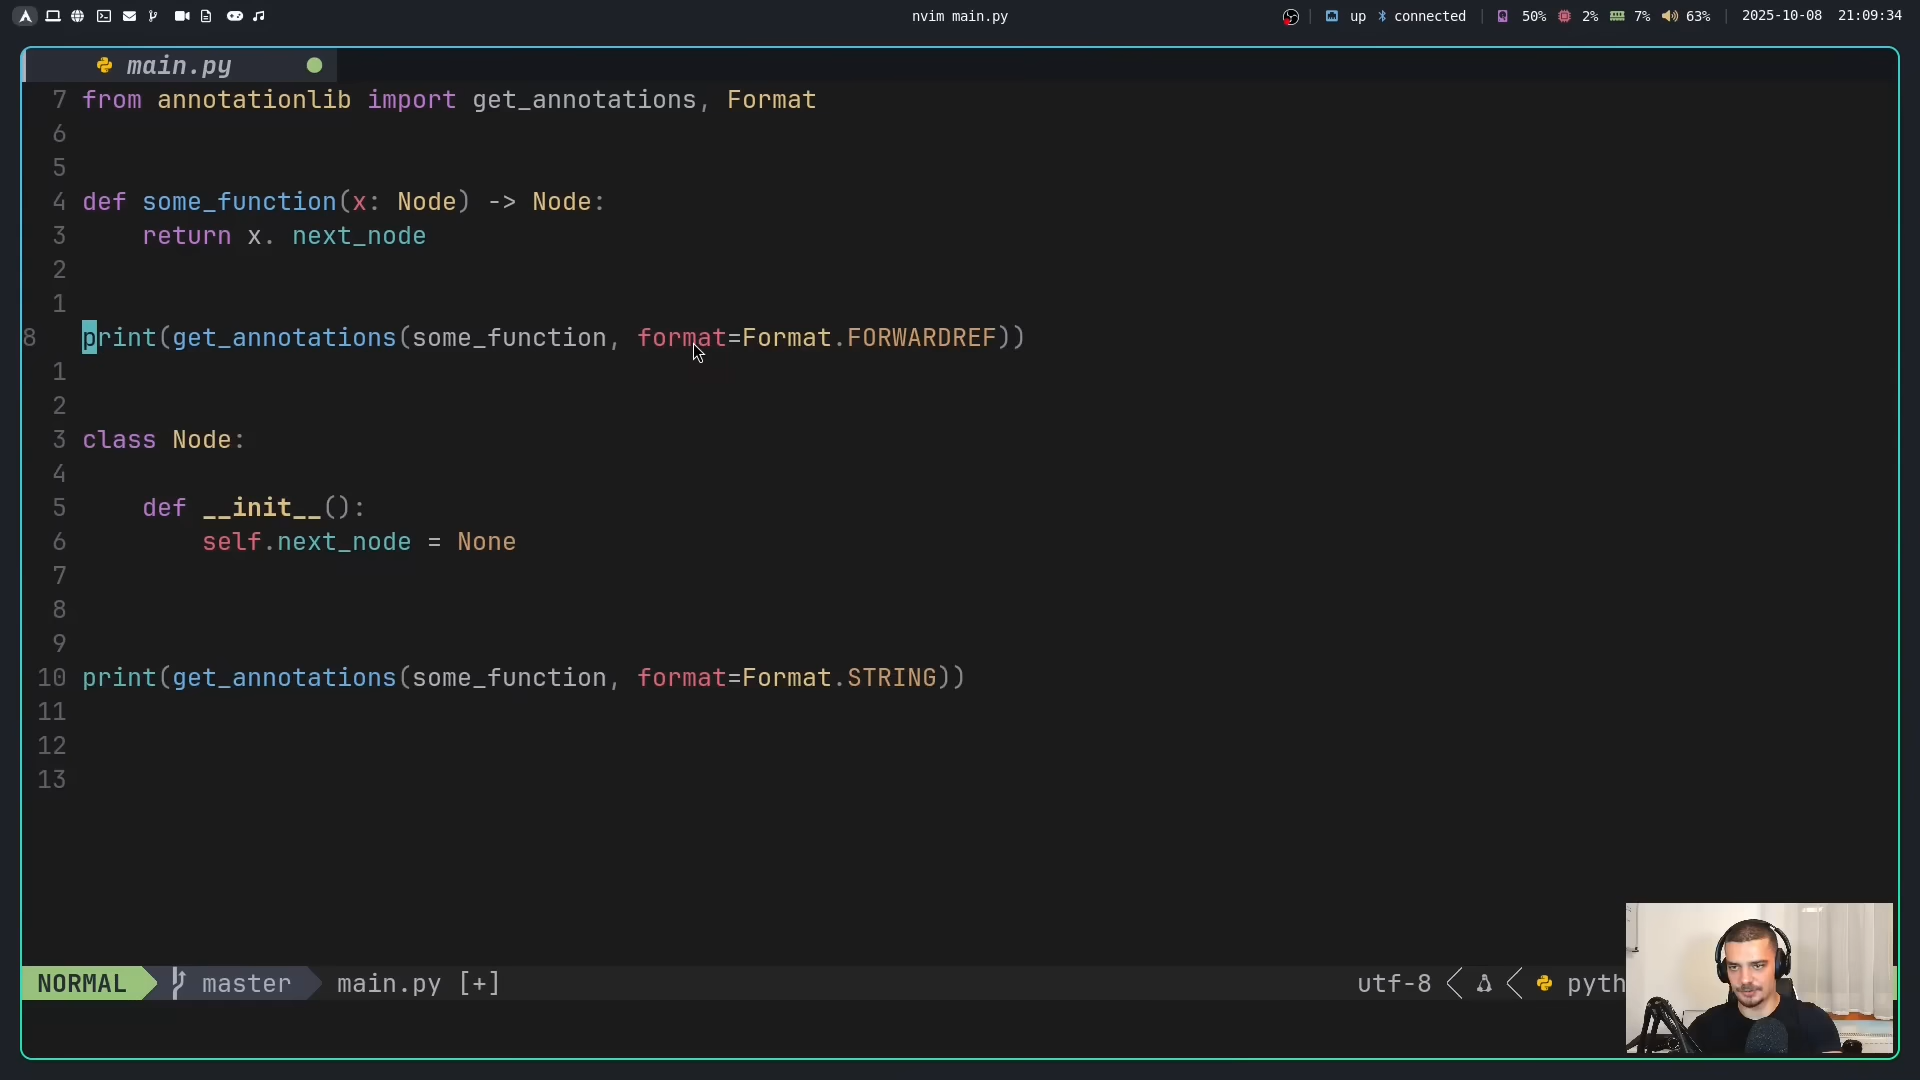 nvim main.py
up connected 50% 2% 7% 63% 2025-10-08 21:09:34
main.py
7 from annotationlib import get_annotations, Format
6
5
4 def some_function(x: Node) -> Node:
3 return x. next_node
2
1
8 print(get_annotations(some_function, format=Format.FORWARDREF))
1
2
3 class Node:
4
5 def __init__():
6 self.next_node = None
7
8
9
10 print(get_annotations(some_function, format=Format.STRING))
11
12
13
NORMAL master main.py [+] utf-8 pyth